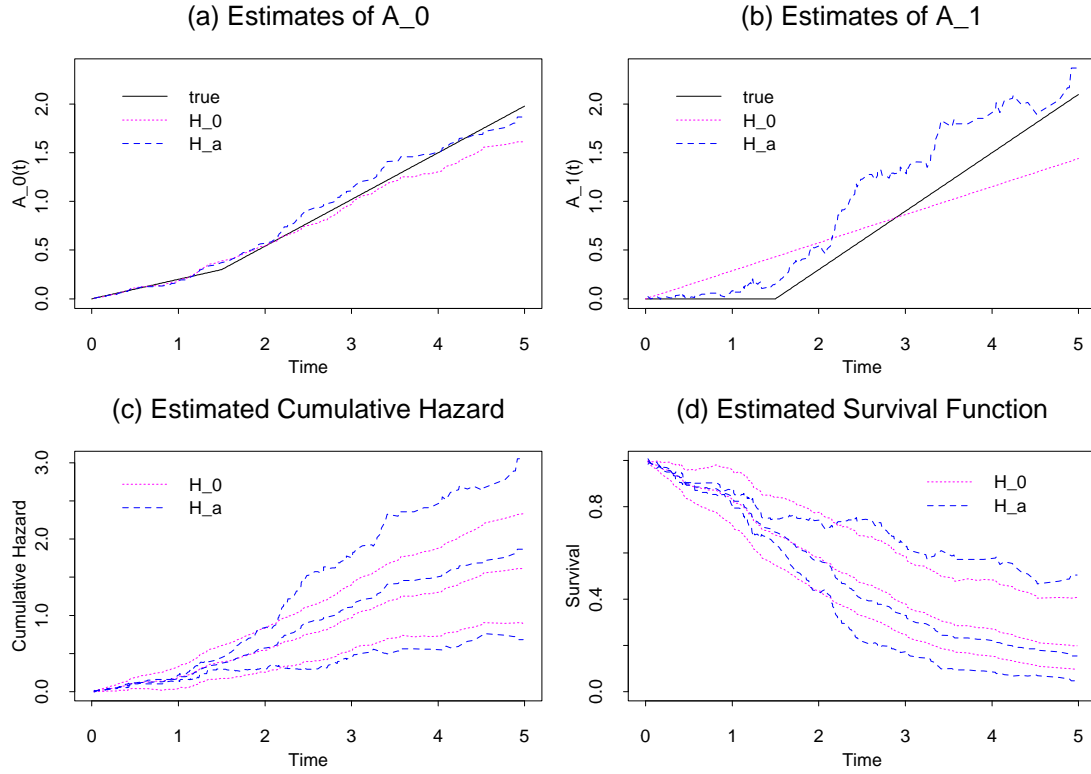 (a) Estimates of A_0
A_0(t)
2.0
1.5
1.0
0.5
0.0
true
H_0
H_a
0 1 2 3 4 5
Time
(b) Estimates of A_1
A_1(t)
2.0
1.5
1.0
0.5
0.0
true
H_0
H_a
0 1 2 3 4 5
Time
(c) Estimated Cumulative Hazard
Cumulative Hazard
3.0
2.0
1.0
0.0
H_0
H_a
0 1 2 3 4 5
Time
(d) Estimated Survival Function
Survival
0.8
0.4
0.0
H_0
H_a
0 1 2 3 4 5
Time